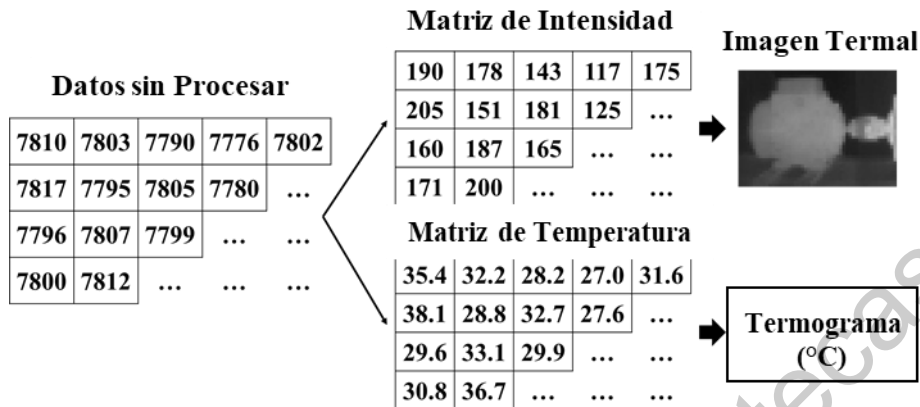 Datos sin Procesar
7810 7803 7790 7776 7802
7817 7795 7805 7780 ...
7796 7807 7799 ... ...
7800 7812 ... ... ...
Matriz de Intensidad
190 178 143 117 175
205 151 181 125 ...
160 187 165 ... ...
171 200 ... ... ...
Imagen Termal
Matriz de Temperatura
35.4 32.2 28.2 27.0 31.6
38.1 28.8 32.7 27.6 ...
29.6 33.1 29.9 ... ...
30.8 36.7 ... ... ...
Termograma
(°C)